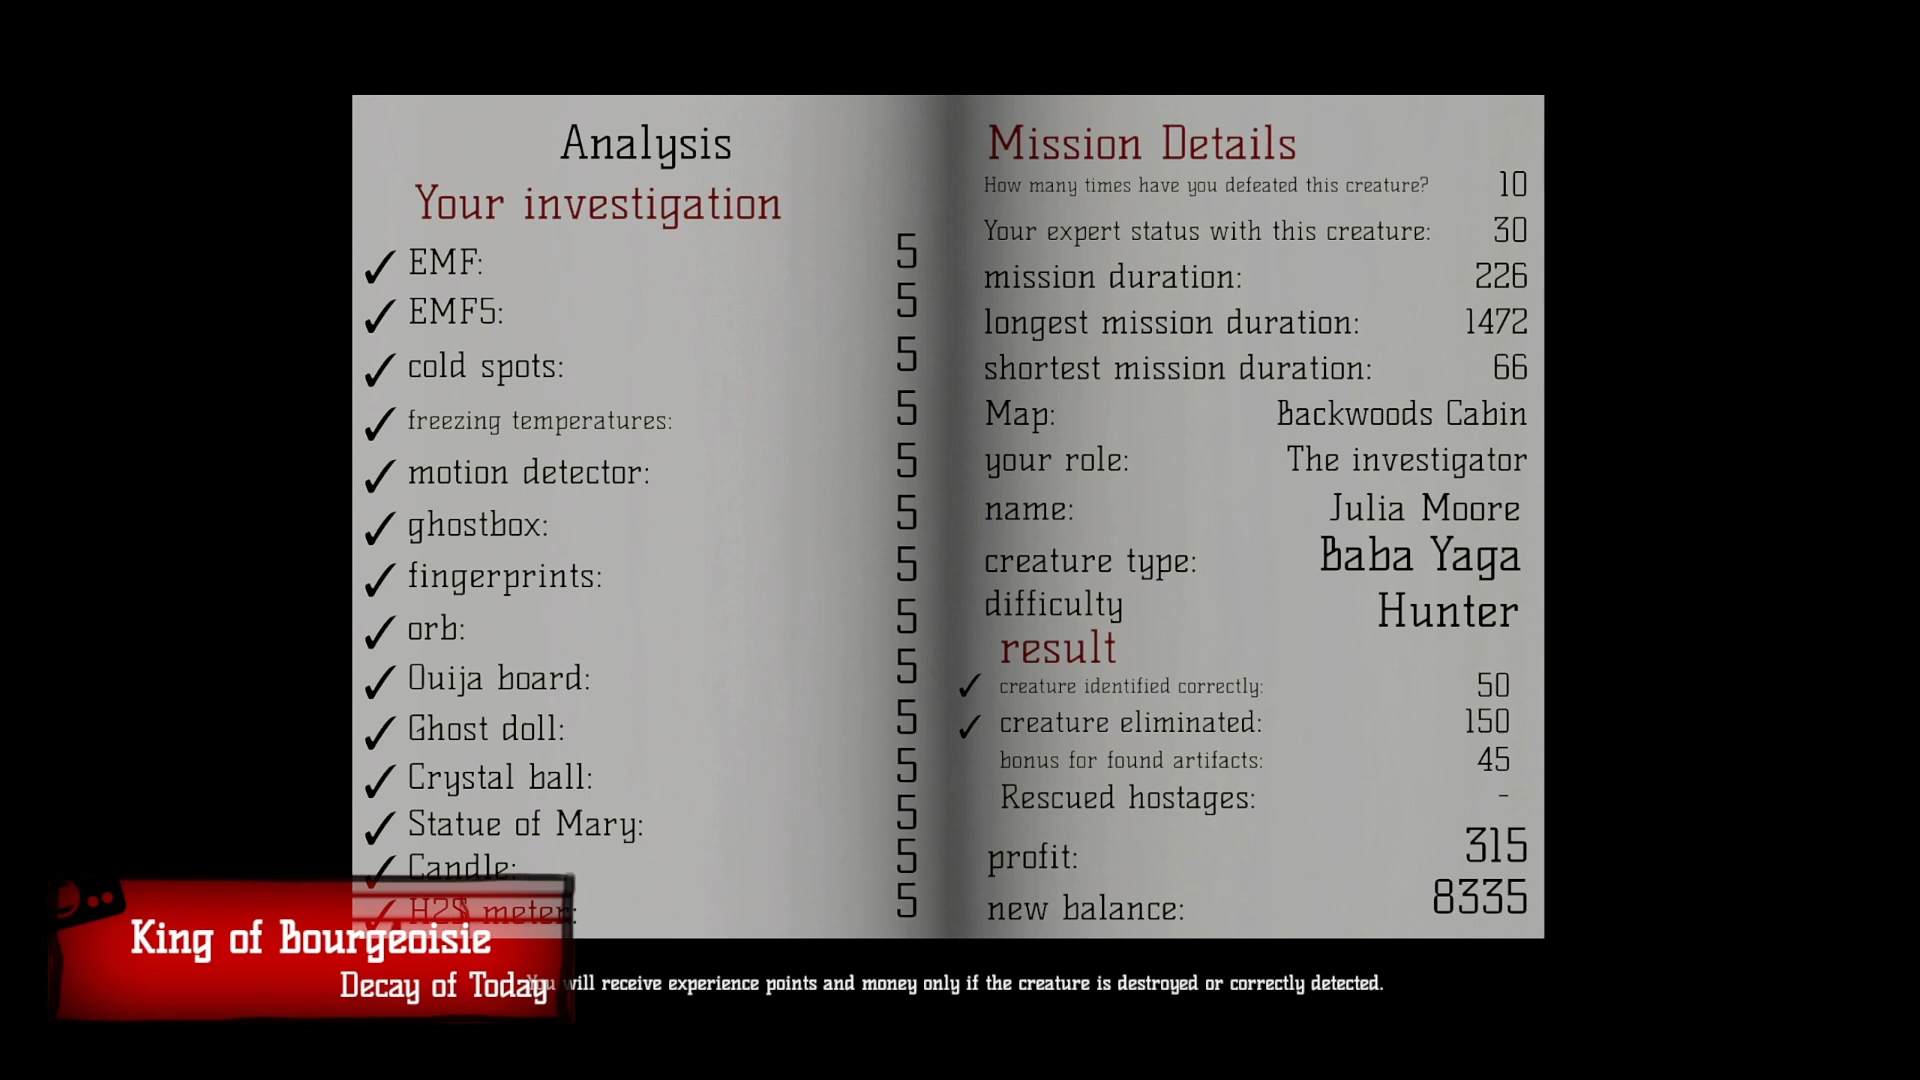 Analysis
Your investigation
✓ EMF: 5
✓ EMF5: 5
✓ cold spots: 5
✓ freezing temperatures: 5
✓ motion detector: 5
✓ ghostbox: 5
✓ fingerprints: 5
✓ orb: 5
✓ Ouija board: 5
✓ Ghost doll: 5
✓ Crystal ball: 5
✓ Statue of Mary: 5
✓ Candle: 5
✓ H2S meter: 5
Mission Details
How many times have you defeated this creature? 10
Your expert status with this creature: 30
mission duration: 226
longest mission duration: 1472
shortest mission duration: 66
Map: Backwoods Cabin
your role: The investigator
name: Julia Moore
creature type: Baba Yaga
difficulty Hunter
result
✓ creature identified correctly: 50
✓ creature eliminated: 150
bonus for found artifacts: 45
Rescued hostages: -
profit: 315
new balance: 8335
King of Bourgeoisie
Decay of Today
You will receive experience points and money only if the creature is destroyed or correctly detected.